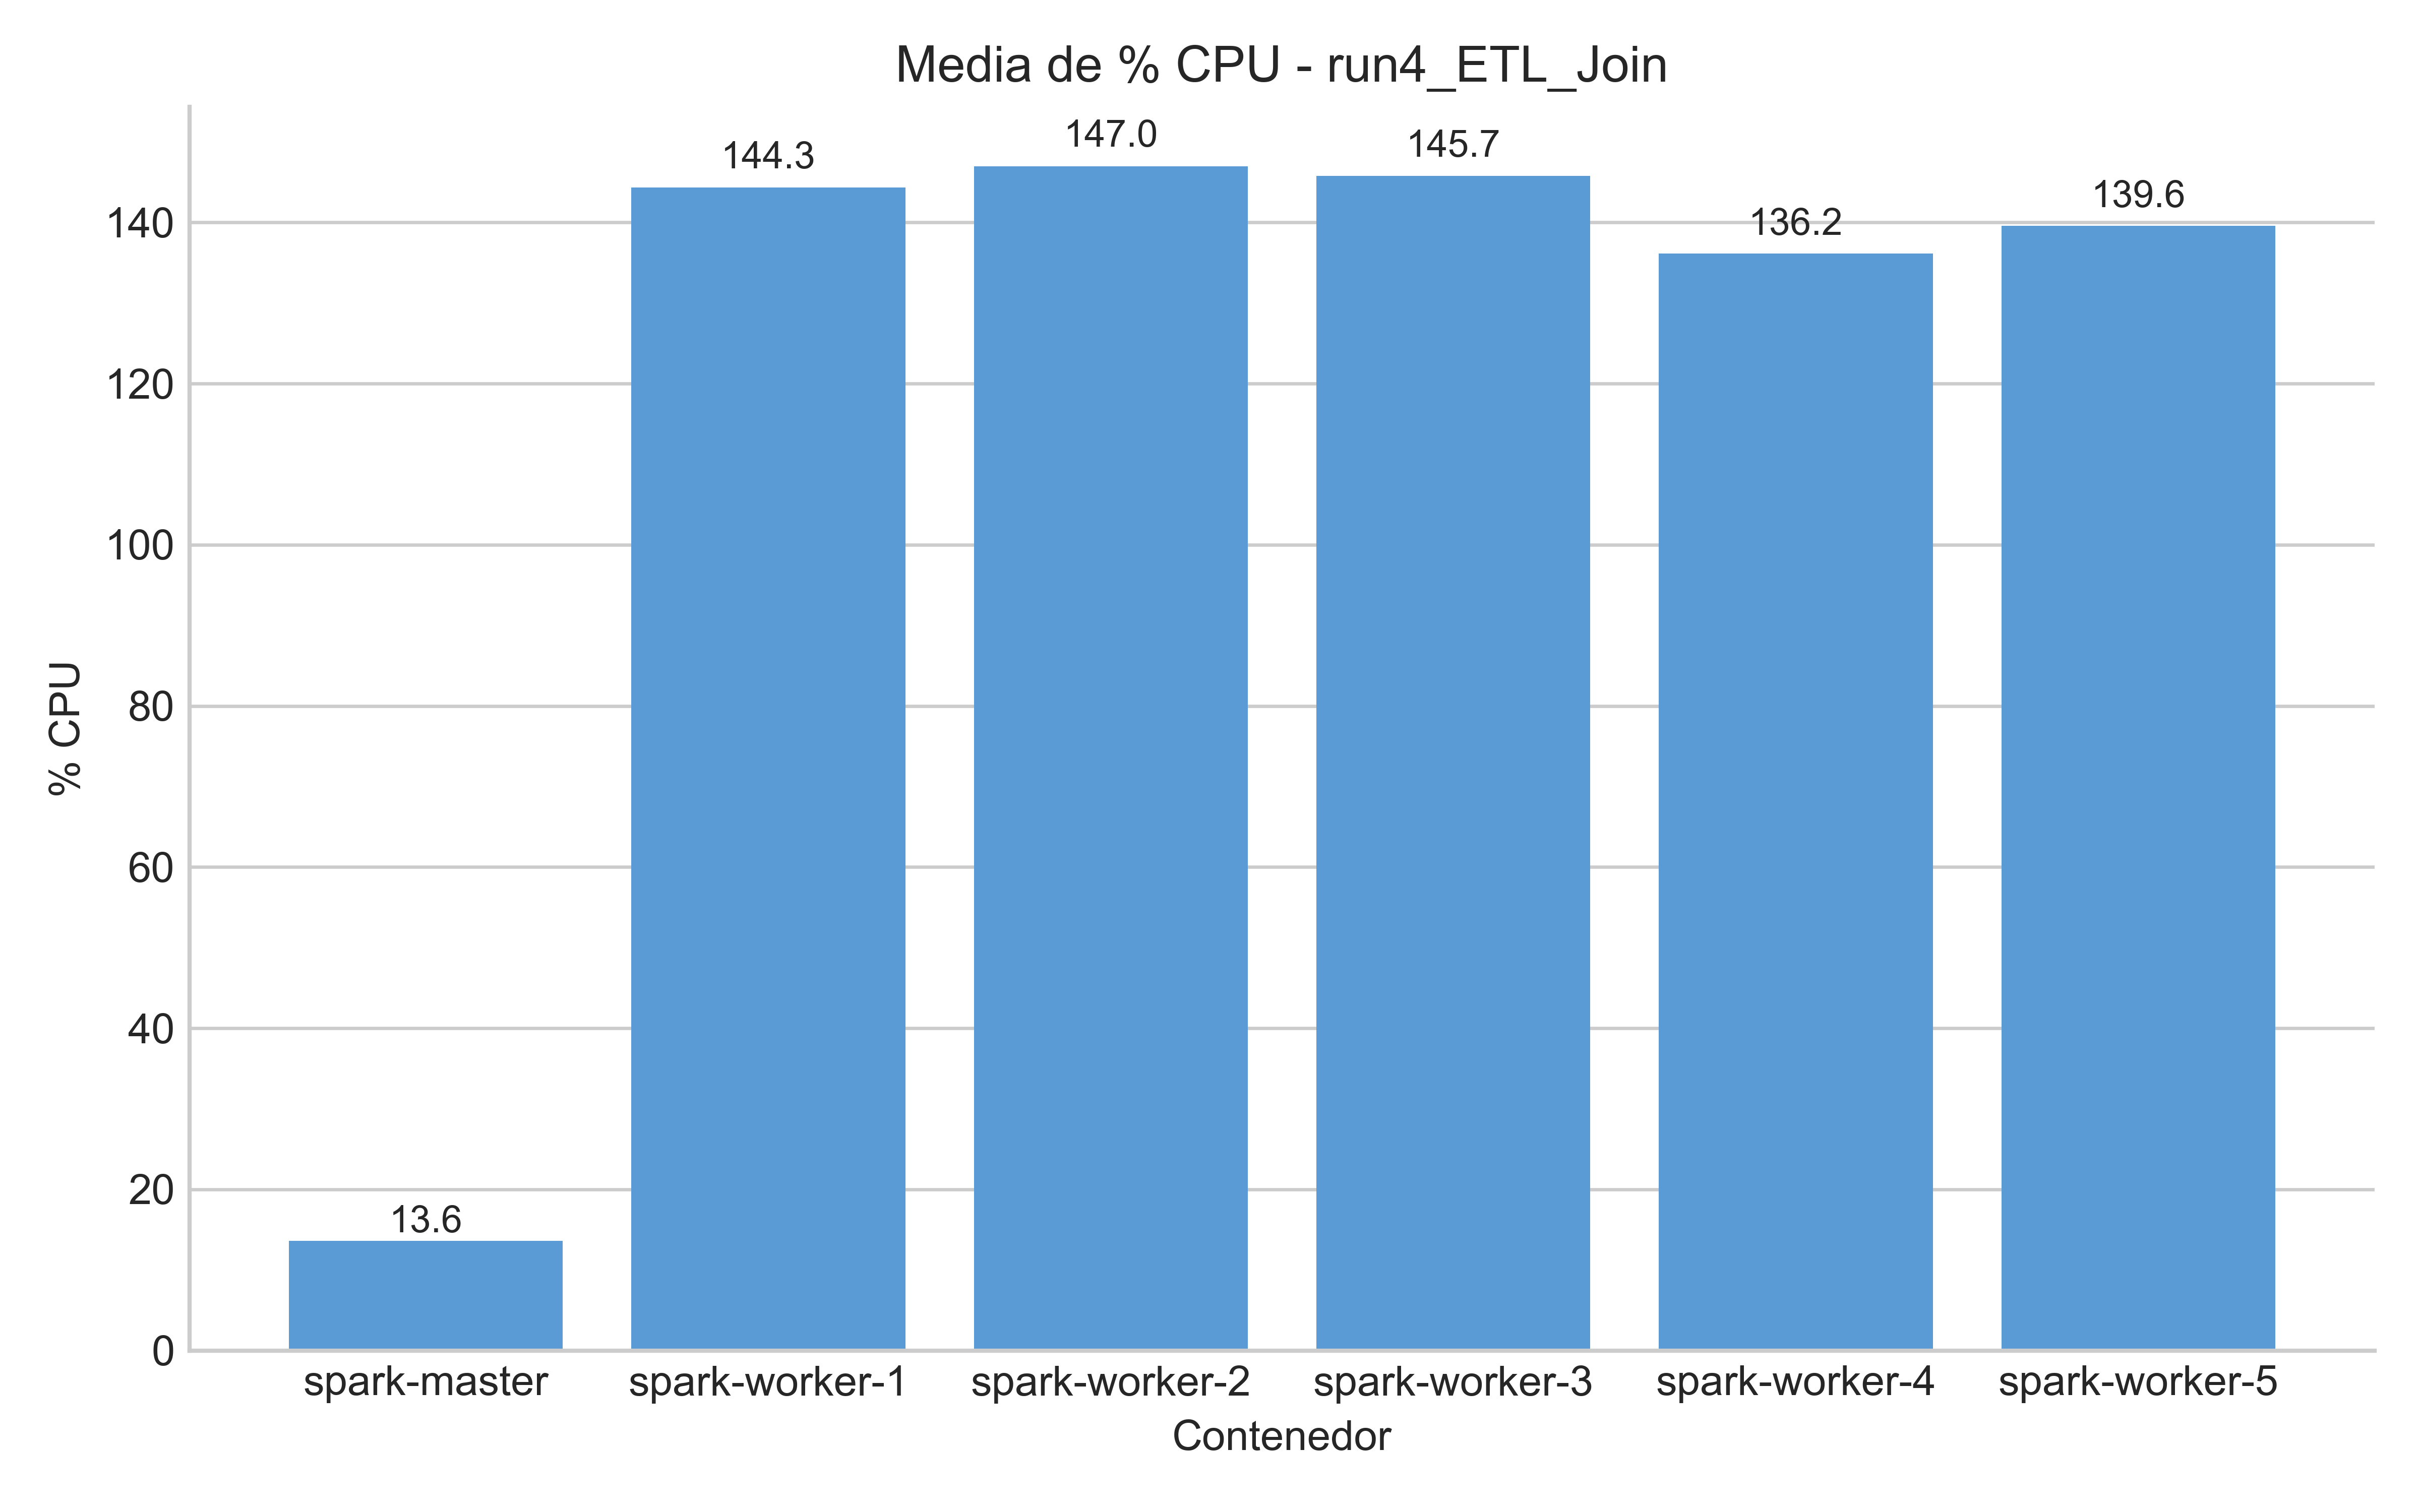 Media de % CPU - run4_ETL_Join
144.3
147.0
145.7
136.2
139.6
13.6
140
120
100
80
60
40
20
0
% CPU
spark-master
spark-worker-1
spark-worker-2
spark-worker-3
spark-worker-4
spark-worker-5
Contenedor